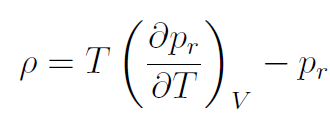 ρ = T (∂p_r/∂T)_V − p_r